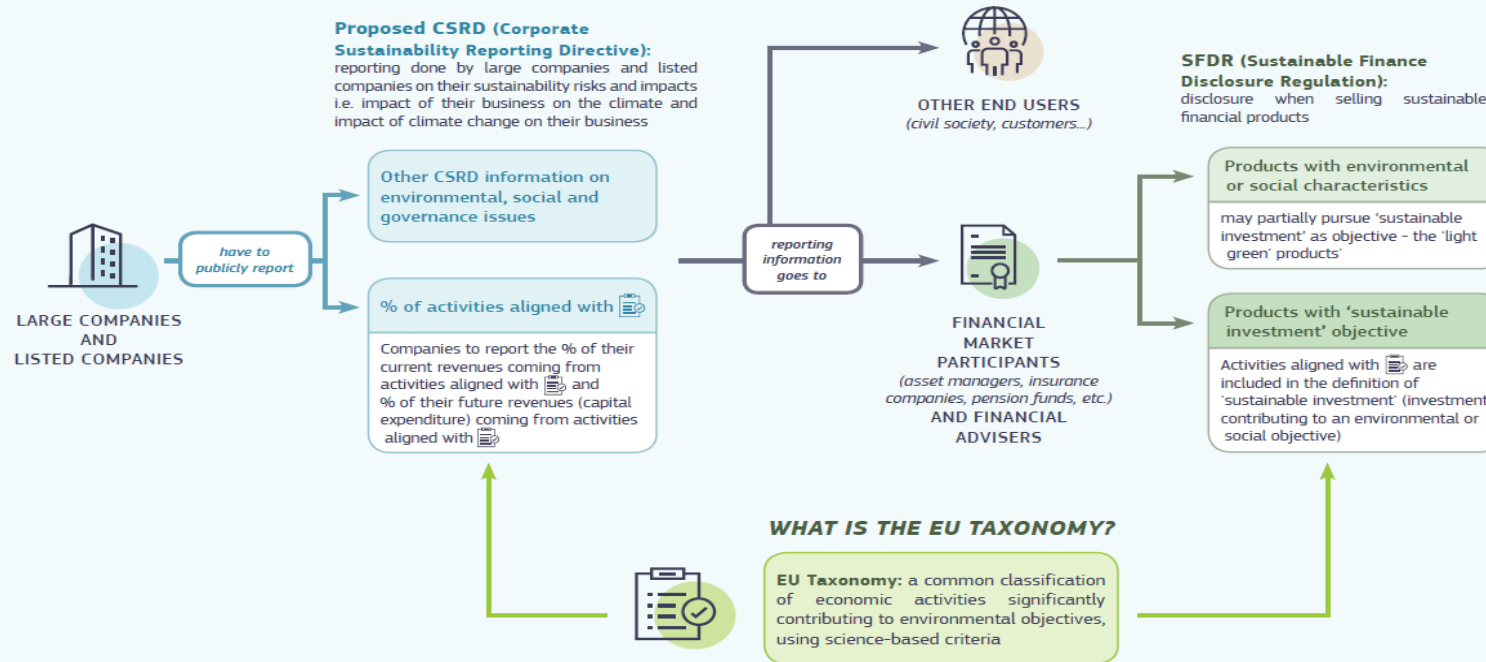 Proposed CSRD (Corporate
Sustainability Reporting Directive):
reporting done by large companies and listed
companies on their sustainability risks and impacts
i.e. impact of their business on the climate and
impact of climate change on their business
LARGE COMPANIES
AND
LISTED COMPANIES
have to
publicly report
Other CSRD information on
environmental, social and
governance issues
% of activities aligned with
Companies to report the % of their
current revenues coming from
activities aligned with and
% of their future revenues (capital
expenditure) coming from activities
aligned with
reporting
information
goes to
OTHER END USERS
(civil society, customers...)
FINANCIAL
MARKET
PARTICIPANTS
(asset managers, insurance
companies, pension funds, etc.)
AND FINANCIAL
ADVISERS
SFDR (Sustainable Finance
Disclosure Regulation):
disclosure when selling sustainable
financial products
Products with environmental
or social characteristics
may partially pursue ‘sustainable
investment’ as objective - the ‘light
green’ products’
Products with ‘sustainable
investment’ objective
Activities aligned with are
included in the definition of
‘sustainable investment’ (investment
contributing to an environmental or
social objective)
WHAT IS THE EU TAXONOMY?
EU Taxonomy: a common classification
of economic activities significantly
contributing to environmental objectives,
using science-based criteria